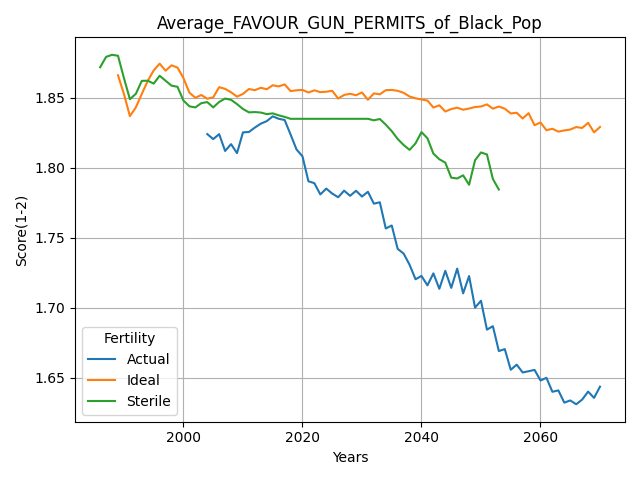 Average_FAVOUR_GUN_PERMITS_of_Black_Pop
Score(1-2)
1.85
1.80
1.75
1.70
1.65
Fertility
Actual
Ideal
Sterile
2000 2020 2040 2060
Years